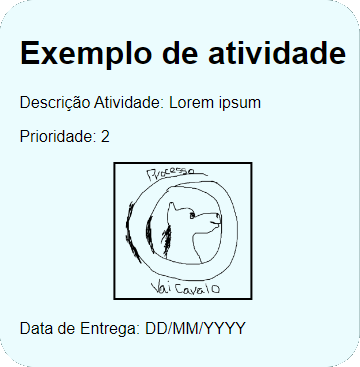 Exemplo de atividade
Descrição Atividade: Lorem ipsum
Prioridade: 2
Processo
Vai Cavalo
Data de Entrega: DD/MM/YYYY